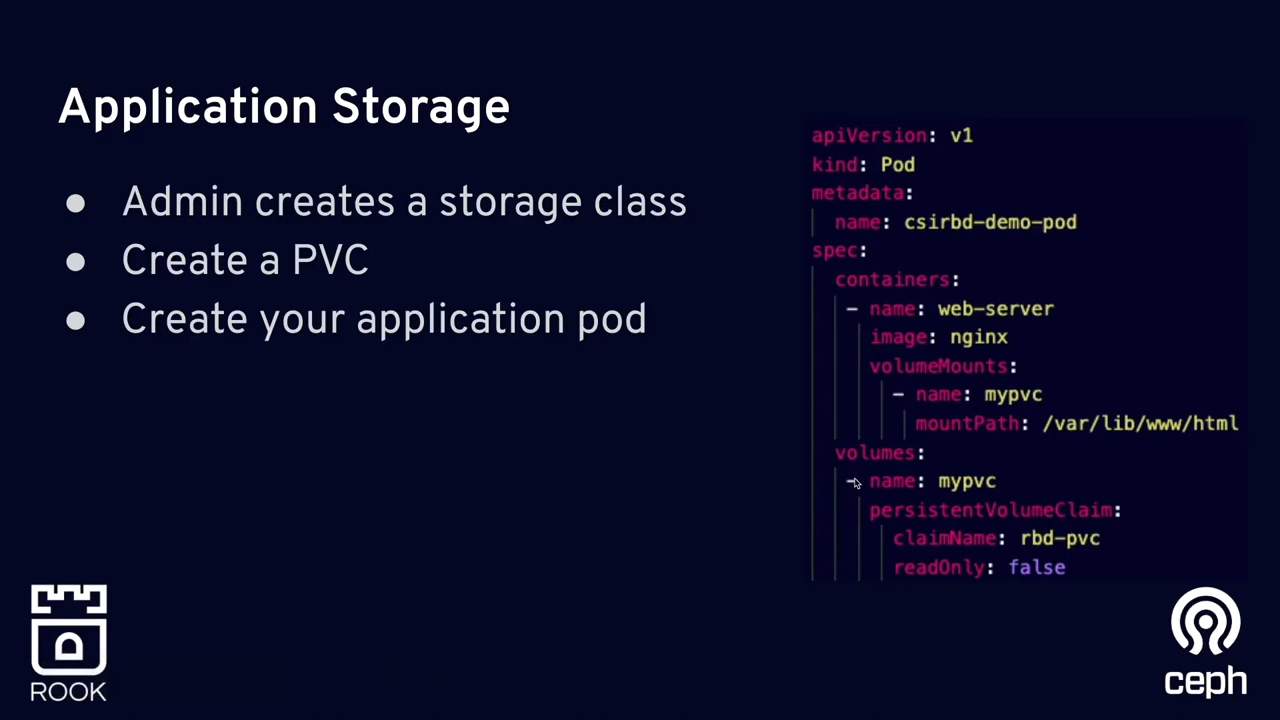 Application Storage
● Admin creates a storage class
● Create a PVC
● Create your application pod
apiVersion: v1
kind: Pod
metadata:
  name: csirbd-demo-pod
spec:
  containers:
    - name: web-server
      image: nginx
      volumeMounts:
        - name: mypvc
          mountPath: /var/lib/www/html
  volumes:
    - name: mypvc
      persistentVolumeClaim:
        claimName: rbd-pvc
        readOnly: false
ROOK
ceph